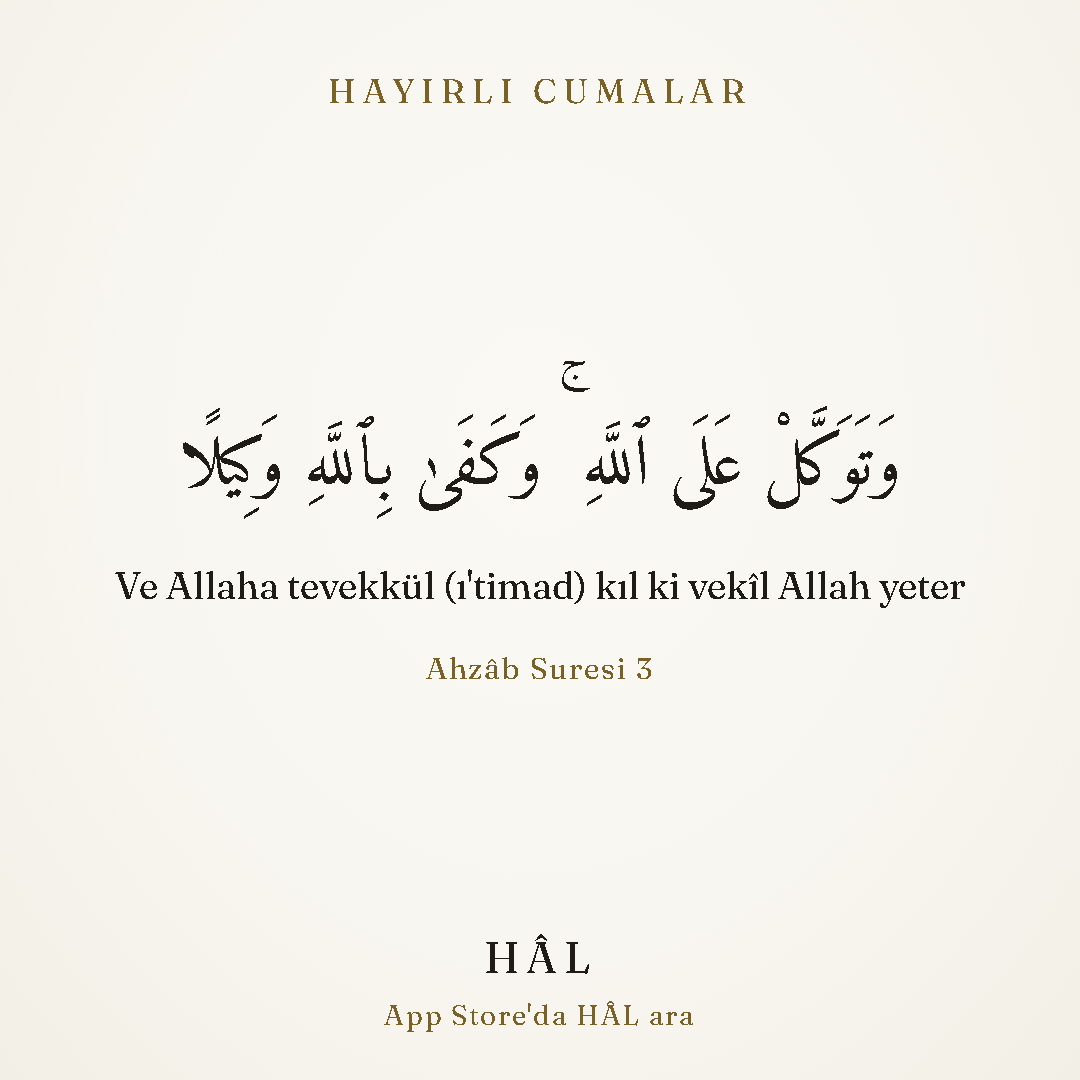 HAYIRLI CUMALAR
وَتَوَكَّلْ عَلَى ٱللَّهِ ۚ وَكَفَىٰ بِٱللَّهِ وَكِيلًا
Ve Allaha tevekkül (ı'timad) kıl ki vekîl Allah yeter
Ahzâb Suresi 3
HÂL
App Store'da HÂL ara